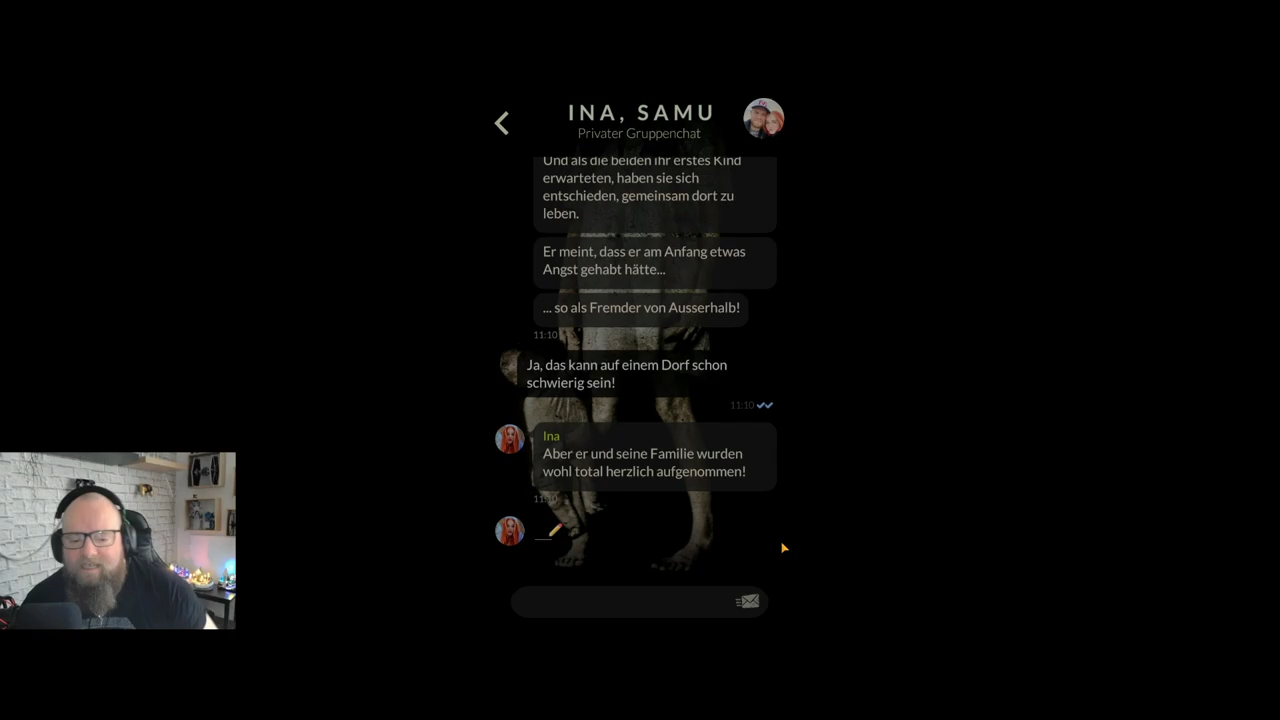 INA, SAMU
Privater Gruppenchat
Und als die beiden ihr erstes Kind
erwarteten, haben sie sich
entschieden, gemeinsam dort zu
leben.
Er meint, dass er am Anfang etwas
Angst gehabt hätte...
... so als Fremder von Ausserhalb!
11:10
Ja, das kann auf einem Dorf schon
schwierig sein!
11:10
Ina
Aber er und seine Familie wurden
wohl total herzlich aufgenommen!
11:10